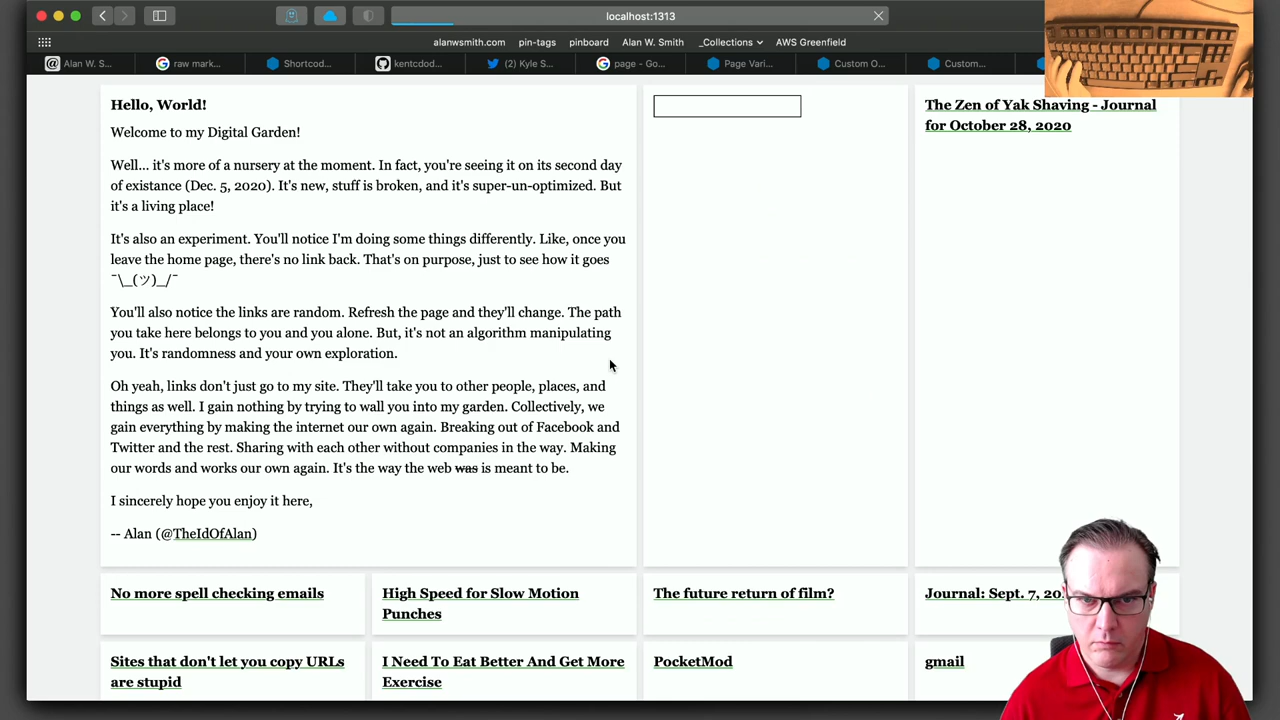 localhost:1313
alanwsmith.com pin-tags pinboard Alan W. Smith _Collections AWS Greenfield
Alan W. S... raw mark... Shortcod... kentcdod... (2) Kyle S... page - Go... Page Vari... Custom O... Custom...
Hello, World!
Welcome to my Digital Garden!
Well... it's more of a nursery at the moment. In fact, you're seeing it on its second day
of existance (Dec. 5, 2020). It's new, stuff is broken, and it's super-un-optimized. But
it's a living place!
It's also an experiment. You'll notice I'm doing some things differently. Like, once you
leave the home page, there's no link back. That's on purpose, just to see how it goes
¯\_(ツ)_/¯
You'll also notice the links are random. Refresh the page and they'll change. The path
you take here belongs to you and you alone. But, it's not an algorithm manipulating
you. It's randomness and your own exploration.
Oh yeah, links don't just go to my site. They'll take you to other people, places, and
things as well. I gain nothing by trying to wall you into my garden. Collectively, we
gain everything by making the internet our own again. Breaking out of Facebook and
Twitter and the rest. Sharing with each other without companies in the way. Making
our words and works our own again. It's the way the web was is meant to be.
I sincerely hope you enjoy it here,
-- Alan (@TheIdOfAlan)
The Zen of Yak Shaving - Journal
for October 28, 2020
No more spell checking emails
High Speed for Slow Motion
Punches
The future return of film?
Journal: Sept. 7, 20
Sites that don't let you copy URLs
are stupid
I Need To Eat Better And Get More
Exercise
PocketMod
gmail